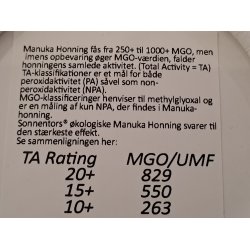 Manuka Honning fås fra 250+ til 1000+ MGO, men
imens opbevaring øger MGO-værdien, falder
honningens samlede aktivitet. (Total Activity = TA)
TA-klassifikationer er et mål for både
peroxidaktivitet (PA) såvel som non-
peroxidaktivitet (NPA).
MGO-klassificeringer henviser til methylglyoxal og
er en måling af NPA, der kun findes i Manuka-
honning.
Sonnentors® økologiske Manuka Honning svarer til
den stærkeste effekt.
Se sammenligningen her:
TA Rating MGO/UMF
20+ 829
15+ 550
10+ 263